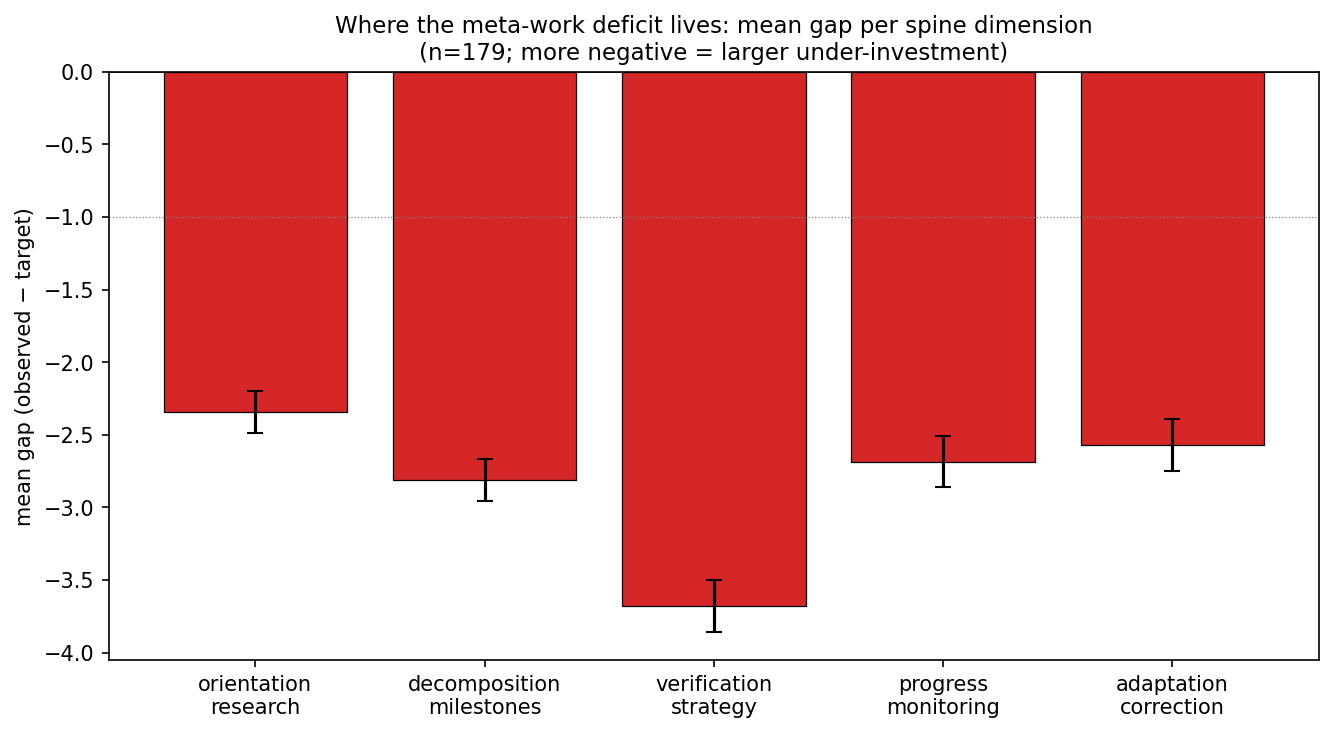 Where the meta-work deficit lives: mean gap per spine dimension
(n=179; more negative = larger under-investment)
mean gap (observed − target)
0.0
−0.5
−1.0
−1.5
−2.0
−2.5
−3.0
−3.5
−4.0
orientation
research
decomposition
milestones
verification
strategy
progress
monitoring
adaptation
correction